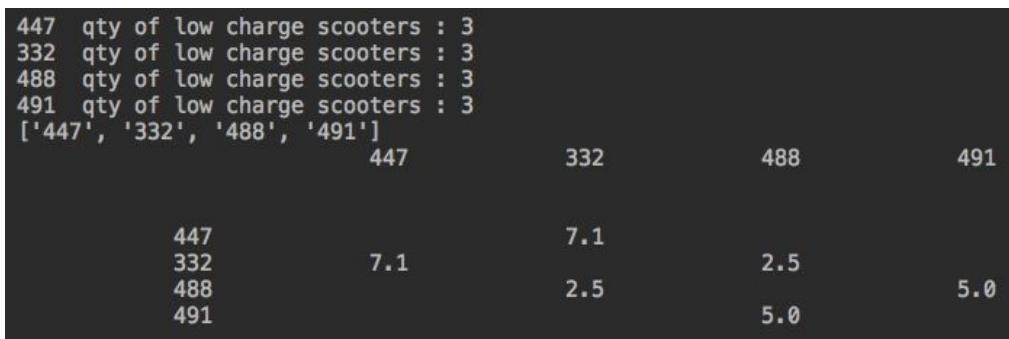 447  qty of low charge scooters : 3
332  qty of low charge scooters : 3
488  qty of low charge scooters : 3
491  qty of low charge scooters : 3
['447', '332', '488', '491']
447 332 488 491
447 7.1
332 7.1 2.5
488 2.5 5.0
491 5.0